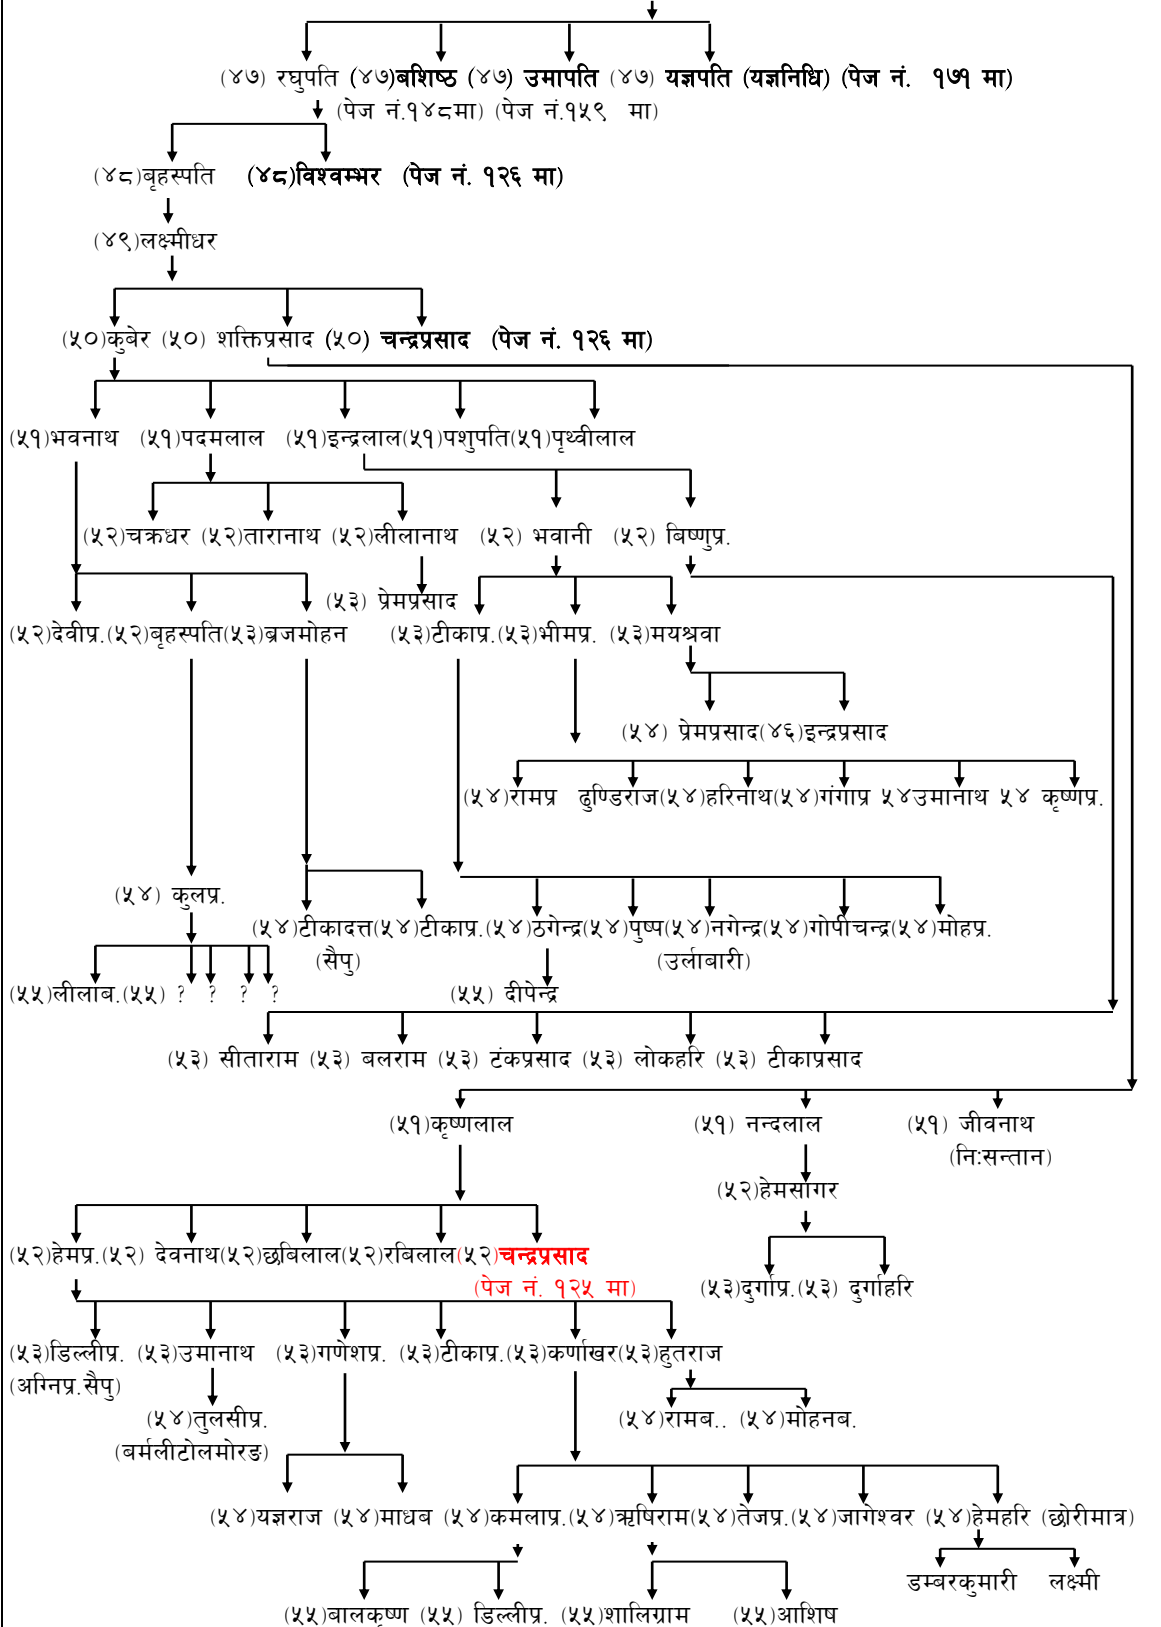 (४७) रघुपति (४७)बशिष्ठ (४७) उमापति (४७) यज्ञपति (यज्ञनिधि) (पेज नं. १७१ मा)
(पेज नं.१४८मा) (पेज नं.१५९ मा)
(४८)बृहस्पति (४८)विश्वम्भर (पेज नं. १२६ मा)
(४९)लक्ष्मीधर
(५०)कुबेर (५०) शक्तिप्रसाद (५०) चन्द्रप्रसाद (पेज नं. १२६ मा)
(५१)भवनाथ (५१)पदमलाल (५१)इन्द्रलाल(५१)पशुपति(५१)पृथ्वीलाल
(५२)चक्रधर (५२)तारानाथ (५२)लीलानाथ (५२) भवानी (५२) बिष्णुप्र.
(५३) प्रेमप्रसाद
(५२)देवीप्र.(५२)बृहस्पति(५३)ब्रजमोहन (५३)टीकाप्र.(५३)भीमप्र. (५३)मयश्रवा
(५४) प्रेमप्रसाद(४६)इन्द्रप्रसाद
(५४)रामप्र ढुण्डिराज(५४)हरिनाथ(५४)गंगाप्र ५४उमानाथ ५४ कृष्णप्र.
(५४) कुलप्र.
(५४)टीकादत्त(५४)टीकाप्र.(५४)ठगेन्द्र(५४)पुष्प(५४)नगेन्द्र(५४)गोपीचन्द्र(५४)मोहप्र.
(सैपु) (उर्लाबारी)
(५५)लीलाब.(५५) ? ? ? ? (५५) दीपेन्द्र
(५३) सीताराम (५३) बलराम (५३) टंकप्रसाद (५३) लोकहरि (५३) टीकाप्रसाद
(५१)कृष्णलाल (५१) नन्दलाल (५१) जीवनाथ
(नि:सन्तान)
(५२)हेमसागर
(५२)हेमप्र.(५२) देवनाथ(५२)छबिलाल(५२)रबिलाल(५२)चन्द्रप्रसाद
(पेज नं. १२५ मा) (५३)दुर्गाप्र.(५३) दुर्गाहरि
(५३)डिल्लीप्र. (५३)उमानाथ (५३)गणेशप्र. (५३)टीकाप्र.(५३)कर्णाखर(५३)हुतराज
(अग्निप्र.सैपु)
(५४)तुलसीप्र. (५४)रामब.. (५४)मोहनब.
(बर्मलीटोलमोरङ)
(५४)यज्ञराज (५४)माधब (५४)कमलाप्र.(५४)ऋषिराम(५४)तेजप्र.(५४)जागेश्वर (५४)हेमहरि (छोरीमात्र)
डम्बरकुमारी लक्ष्मी
(५५)बालकृष्ण (५५) डिल्लीप्र. (५५)शालिग्राम (५५)आशिष